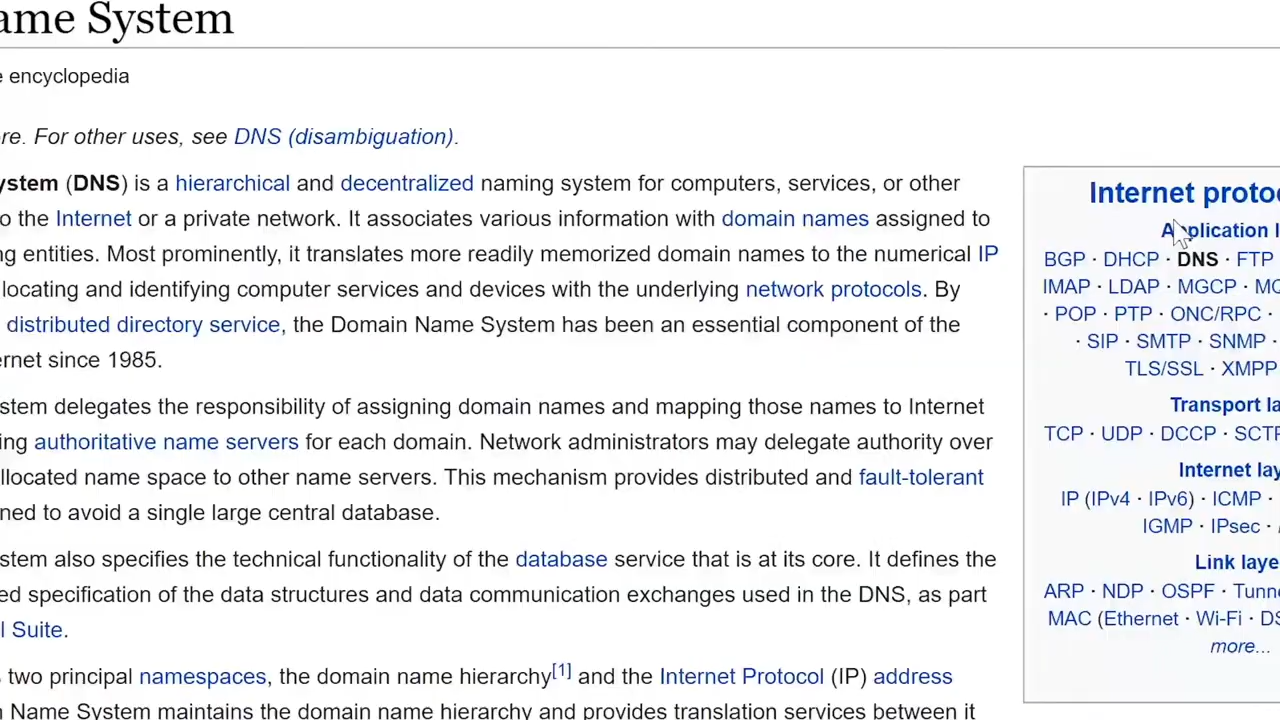 ame System
e encyclopedia
re. For other uses, see DNS (disambiguation).
ystem (DNS) is a hierarchical and decentralized naming system for computers, services, or other
o the Internet or a private network. It associates various information with domain names assigned to
ng entities. Most prominently, it translates more readily memorized domain names to the numerical IP
locating and identifying computer services and devices with the underlying network protocols. By
distributed directory service, the Domain Name System has been an essential component of the
ernet since 1985.
stem delegates the responsibility of assigning domain names and mapping those names to Internet
ing authoritative name servers for each domain. Network administrators may delegate authority over
llocated name space to other name servers. This mechanism provides distributed and fault-tolerant
ned to avoid a single large central database.
stem also specifies the technical functionality of the database service that is at its core. It defines the
ed specification of the data structures and data communication exchanges used in the DNS, as part
l Suite.
two principal namespaces, the domain name hierarchy[1] and the Internet Protocol (IP) address
n Name System maintains the domain name hierarchy and provides translation services between it
Internet proto
Application l
BGP · DHCP · DNS · FTP
IMAP · LDAP · MGCP · MQ
· POP · PTP · ONC/RPC ·
· SIP · SMTP · SNMP ·
TLS/SSL · XMPP
Transport la
TCP · UDP · DCCP · SCTP
Internet lay
IP (IPv4 · IPv6) · ICMP ·
IGMP · IPsec ·
Link laye
ARP · NDP · OSPF · Tunne
MAC (Ethernet · Wi-Fi · DS
more...